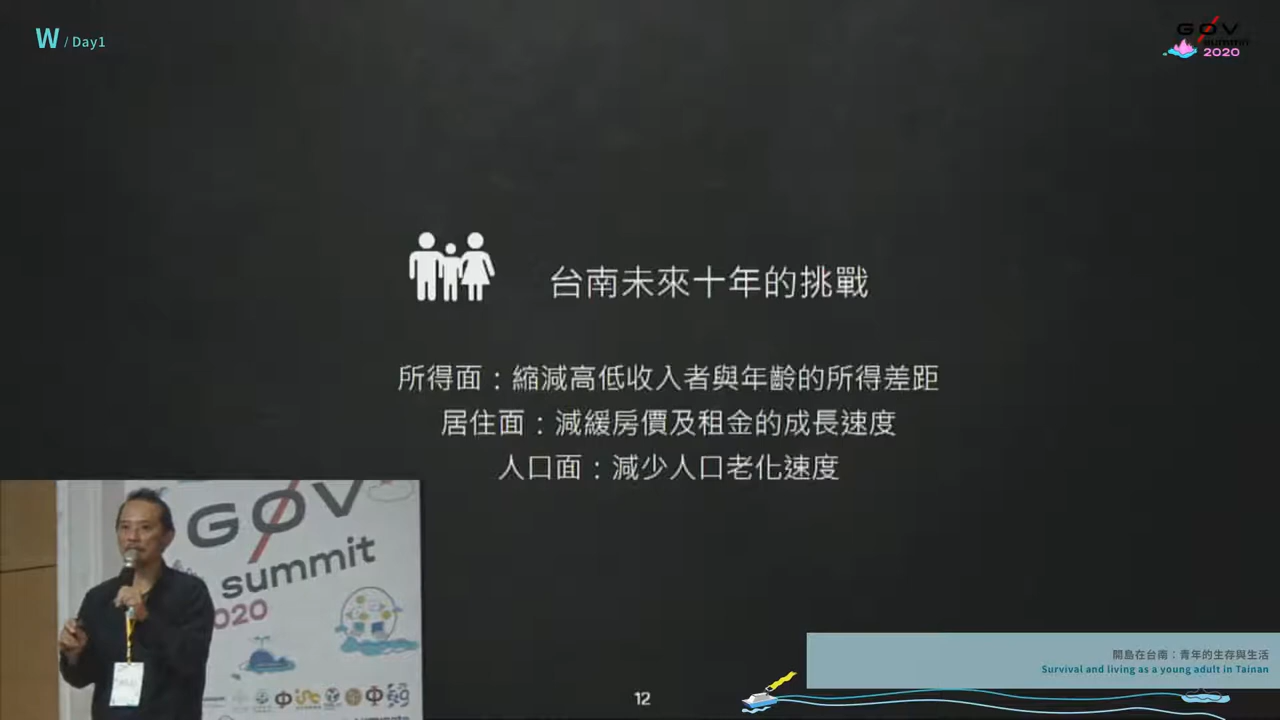 W / Day1
GØV
summit
2020
台南未來十年的挑戰
所得面：縮減高低收入者與年齡的所得差距
居住面：減緩房價及租金的成長速度
人口面：減少人口老化速度
GØV
summit
020
開島在台南：青年的生存與生活
Survival and living as a young adult in Tainan
12